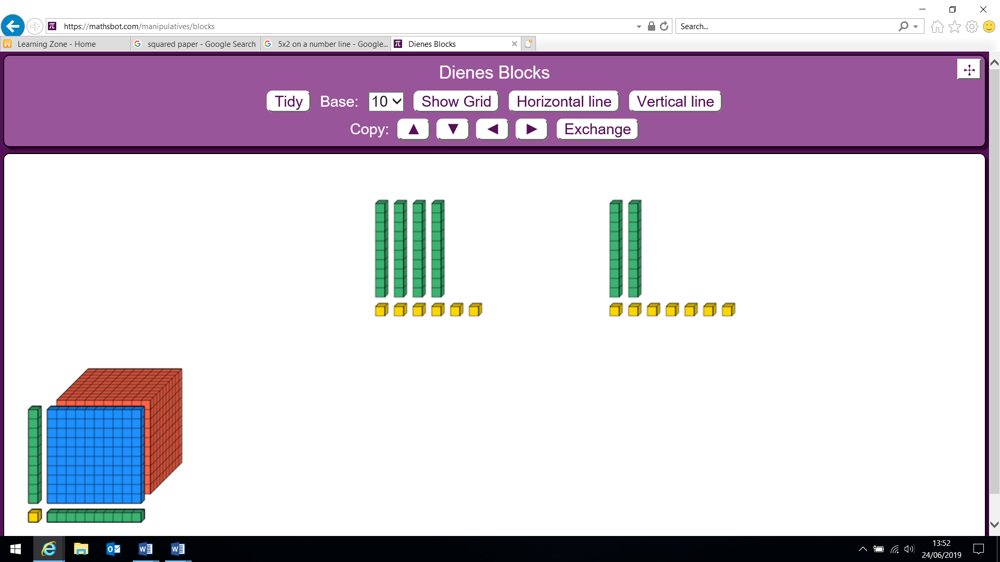 https://mathsbot.com/manipulatives/blocks
Search...
Learning Zone - Home
squared paper - Google Search
5x2 on a number line - Google...
Dienes Blocks
Dienes Blocks
Tidy Base: 10 Show Grid Horizontal line Vertical line
Copy: ▲ ▼ ◀ ▶ Exchange
13:52
24/06/2019